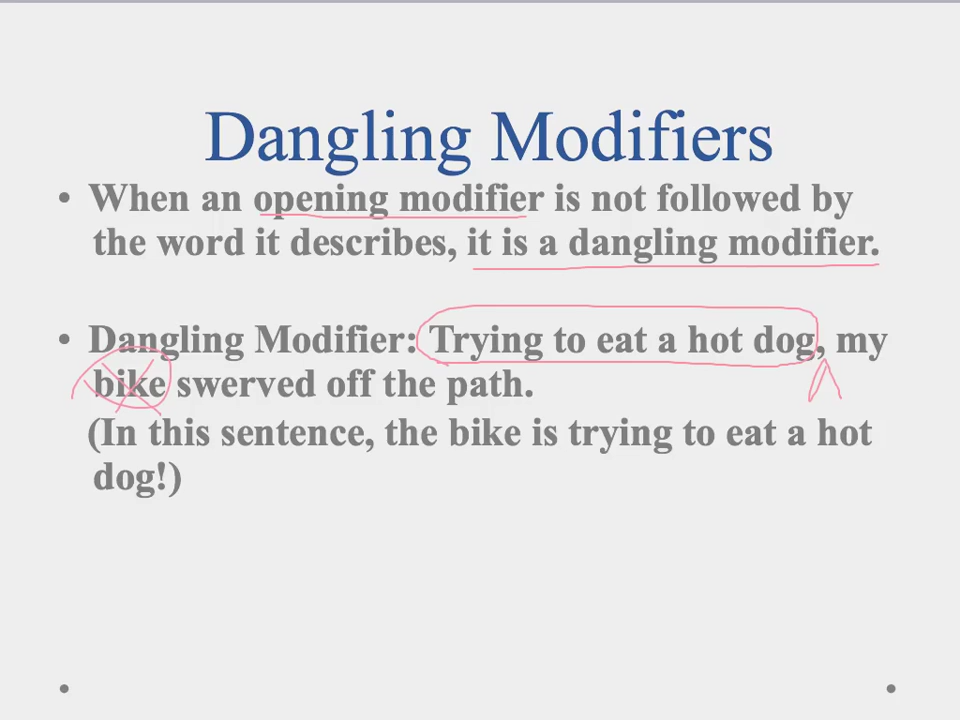 Dangling Modifiers
• When an opening modifier is not followed by
the word it describes, it is a dangling modifier.
• Dangling Modifier: Trying to eat a hot dog, my
bike swerved off the path.
(In this sentence, the bike is trying to eat a hot
dog!)